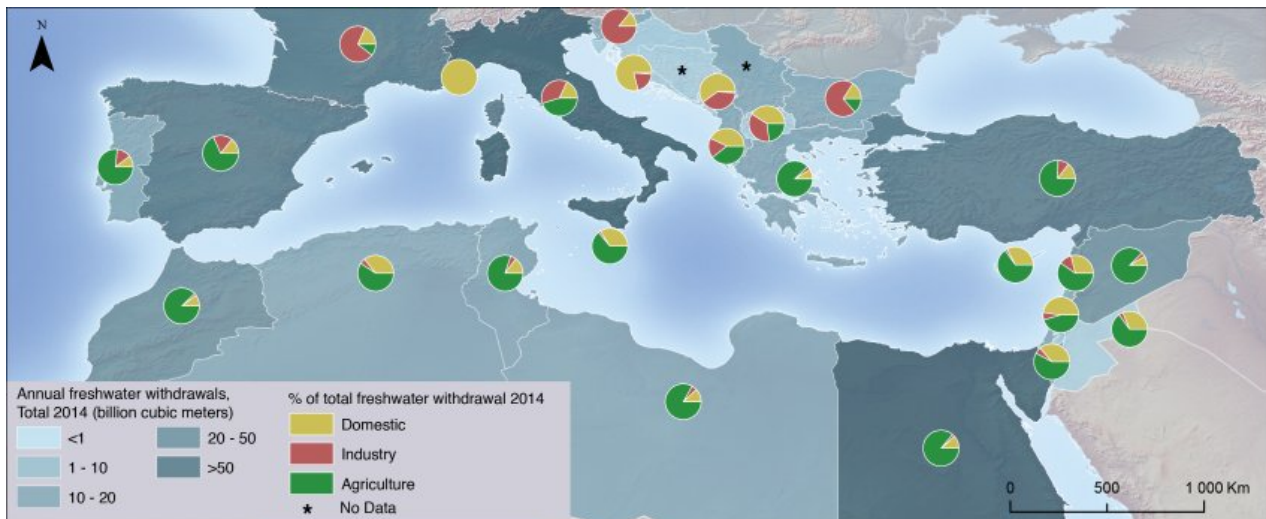 N
*
*
Annual freshwater withdrawals,
Total 2014 (billion cubic meters)
<1
1 - 10
10 - 20
20 - 50
>50
% of total freshwater withdrawal 2014
Domestic
Industry
Agriculture
* No Data
0 500 1 000 Km